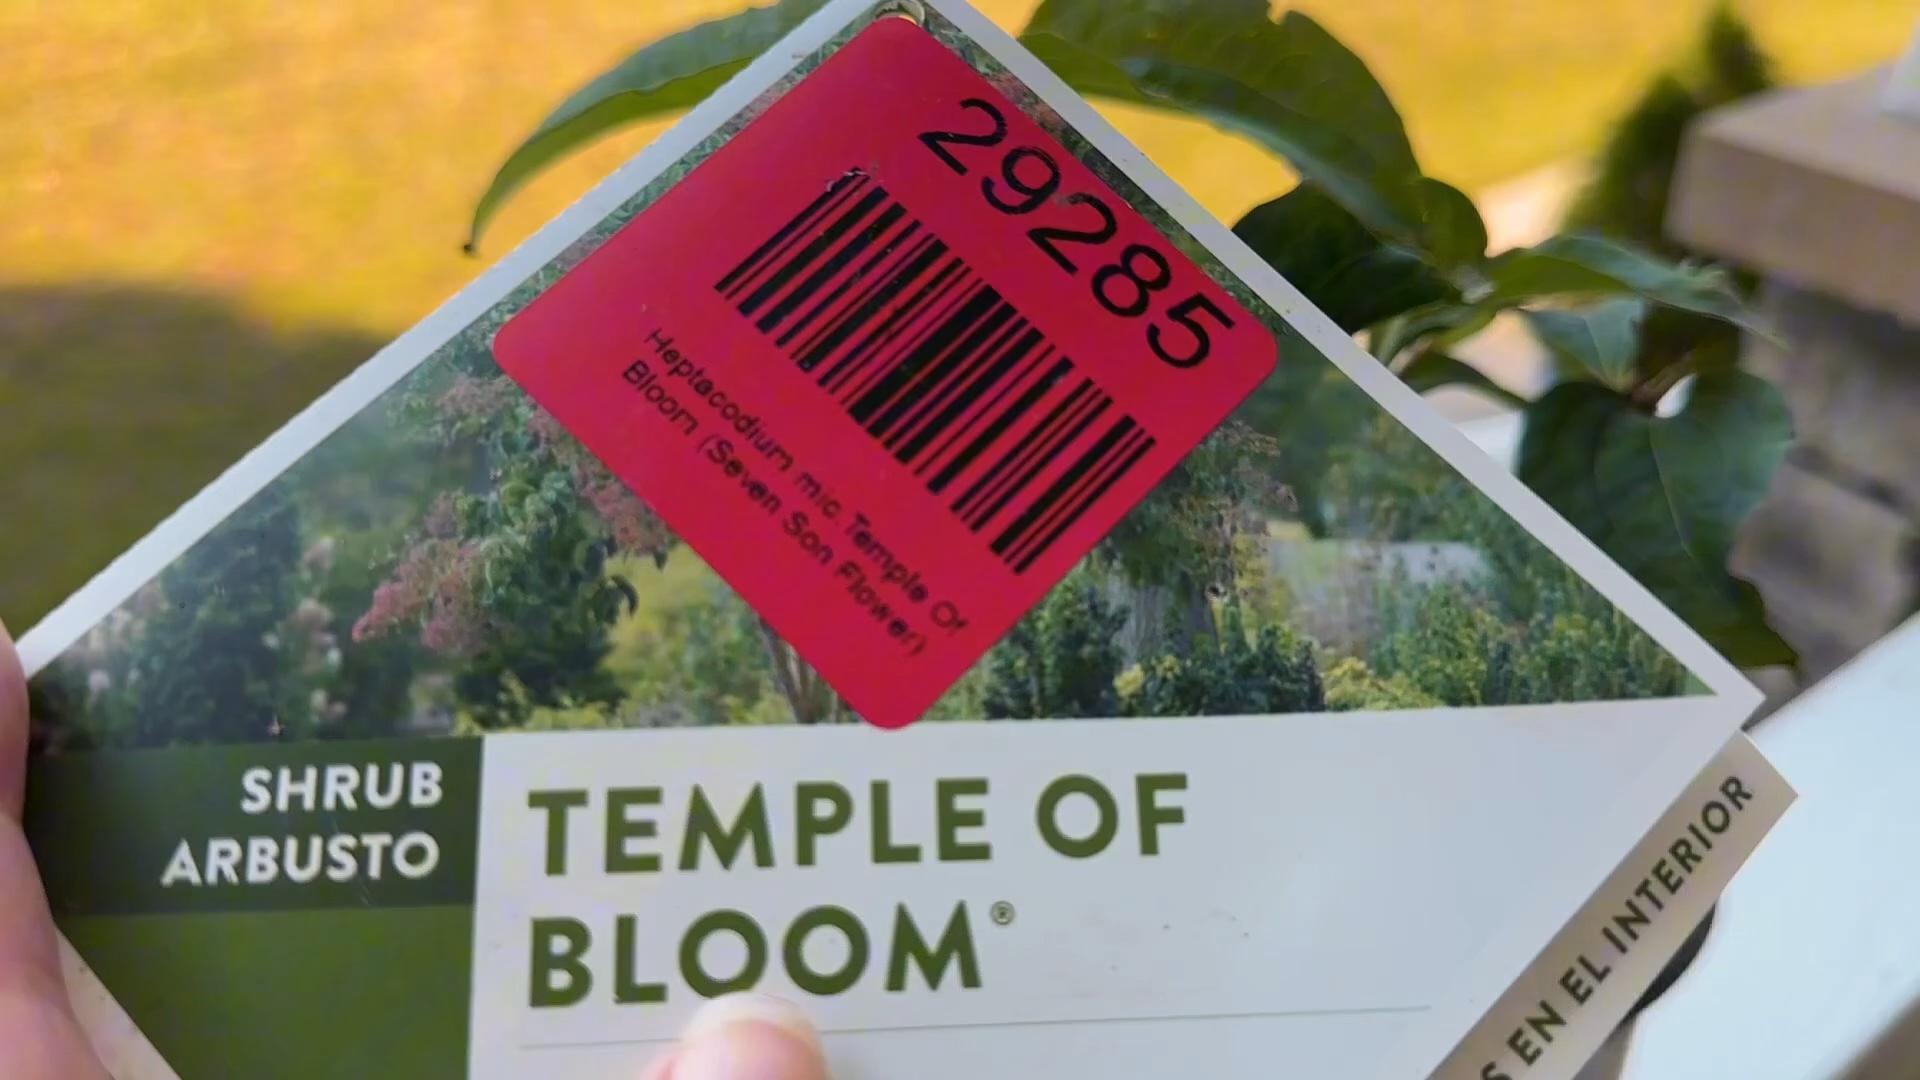 29285
Heptacodium mic. Temple Of
Bloom (Seven Son Flower)
SHRUB
ARBUSTO
TEMPLE OF
BLOOM®
EN EL INTERIOR